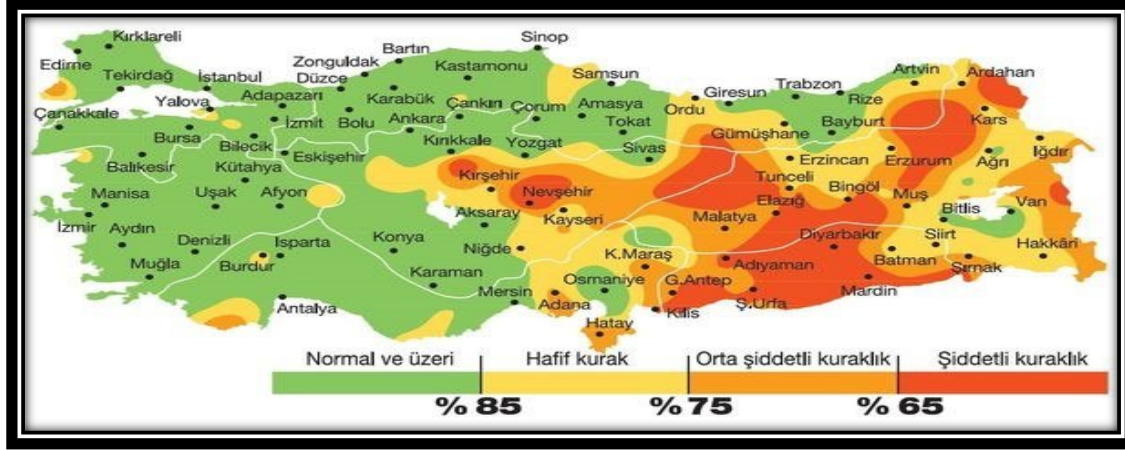 Kırklareli
Edirne
Tekirdağ
İstanbul
Zonguldak
Bartın
Sinop
Kastamonu
Düzce
Samsun
Artvin
Ardahan
Yalova
Adapazarı
Karabük
Çankırı
Çorum
Amasya
Ordu
Giresun
Trabzon
Rize
Çanakkale
İzmit
Bolu
Ankara
Tokat
Gümüşhane
Bayburt
Kars
Bursa
Bilecik
Eskişehir
Kırıkkale
Yozgat
Sivas
Erzincan
Erzurum
Ağrı
Iğdır
Balıkesir
Kütahya
Kırşehir
Nevşehir
Tunceli
Bingöl
Muş
Manisa
Uşak
Afyon
Aksaray
Kayseri
Malatya
Elazığ
Bitlis
Van
İzmir
Aydın
Denizli
Isparta
Konya
Niğde
K.Maraş
Diyarbakır
Siirt
Batman
Hakkâri
Muğla
Burdur
Karaman
Osmaniye
Adıyaman
Şırnak
Antalya
Mersin
Adana
G.Antep
Ş.Urfa
Mardin
Hatay
Kilis
Normal ve üzeri
Hafif kurak
Orta şiddetli kuraklık
Şiddetli kuraklık
% 85
% 75
% 65